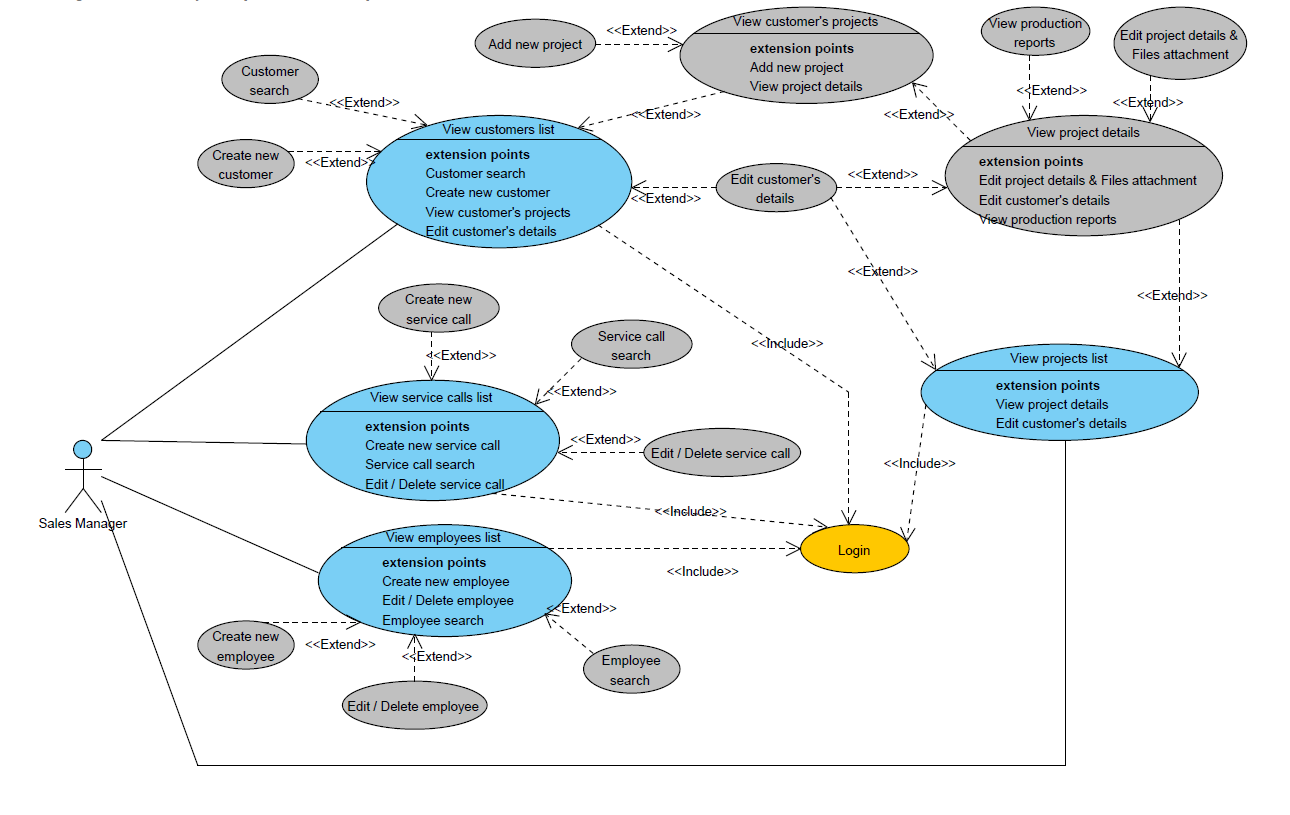 View customer's projects
<<Extend>>
Add new project
extension points
Add new project
View project details
View production
reports
Edit project details &
Files attachment
Customer
search
<<Extend>>
<<Extend>>
<<Extend>>
<<Extend>>
<<Extend>>
View customers list
extension points
Customer search
Create new customer
View customer's projects
Edit customer's details
Create new
customer
<<Extend>>
View project details
extension points
Edit project details & Files attachment
Edit customer's details
View production reports
Edit customer's
details
<<Extend>>
<<Extend>>
<<Extend>>
<<Extend>>
Create new
service call
<<Extend>>
Service call
search
<<Include>>
<<Extend>>
View projects list
extension points
View project details
Edit customer's details
View service calls list
extension points
Create new service call
Service call search
Edit / Delete service call
<<Extend>>
Edit / Delete service call
<<Include>>
<<Include>>
Sales Manager
View employees list
extension points
Create new employee
Edit / Delete employee
Employee search
Login
<<Include>>
<<Extend>>
Create new
employee
<<Extend>>
<<Extend>>
Employee
search
Edit / Delete employee